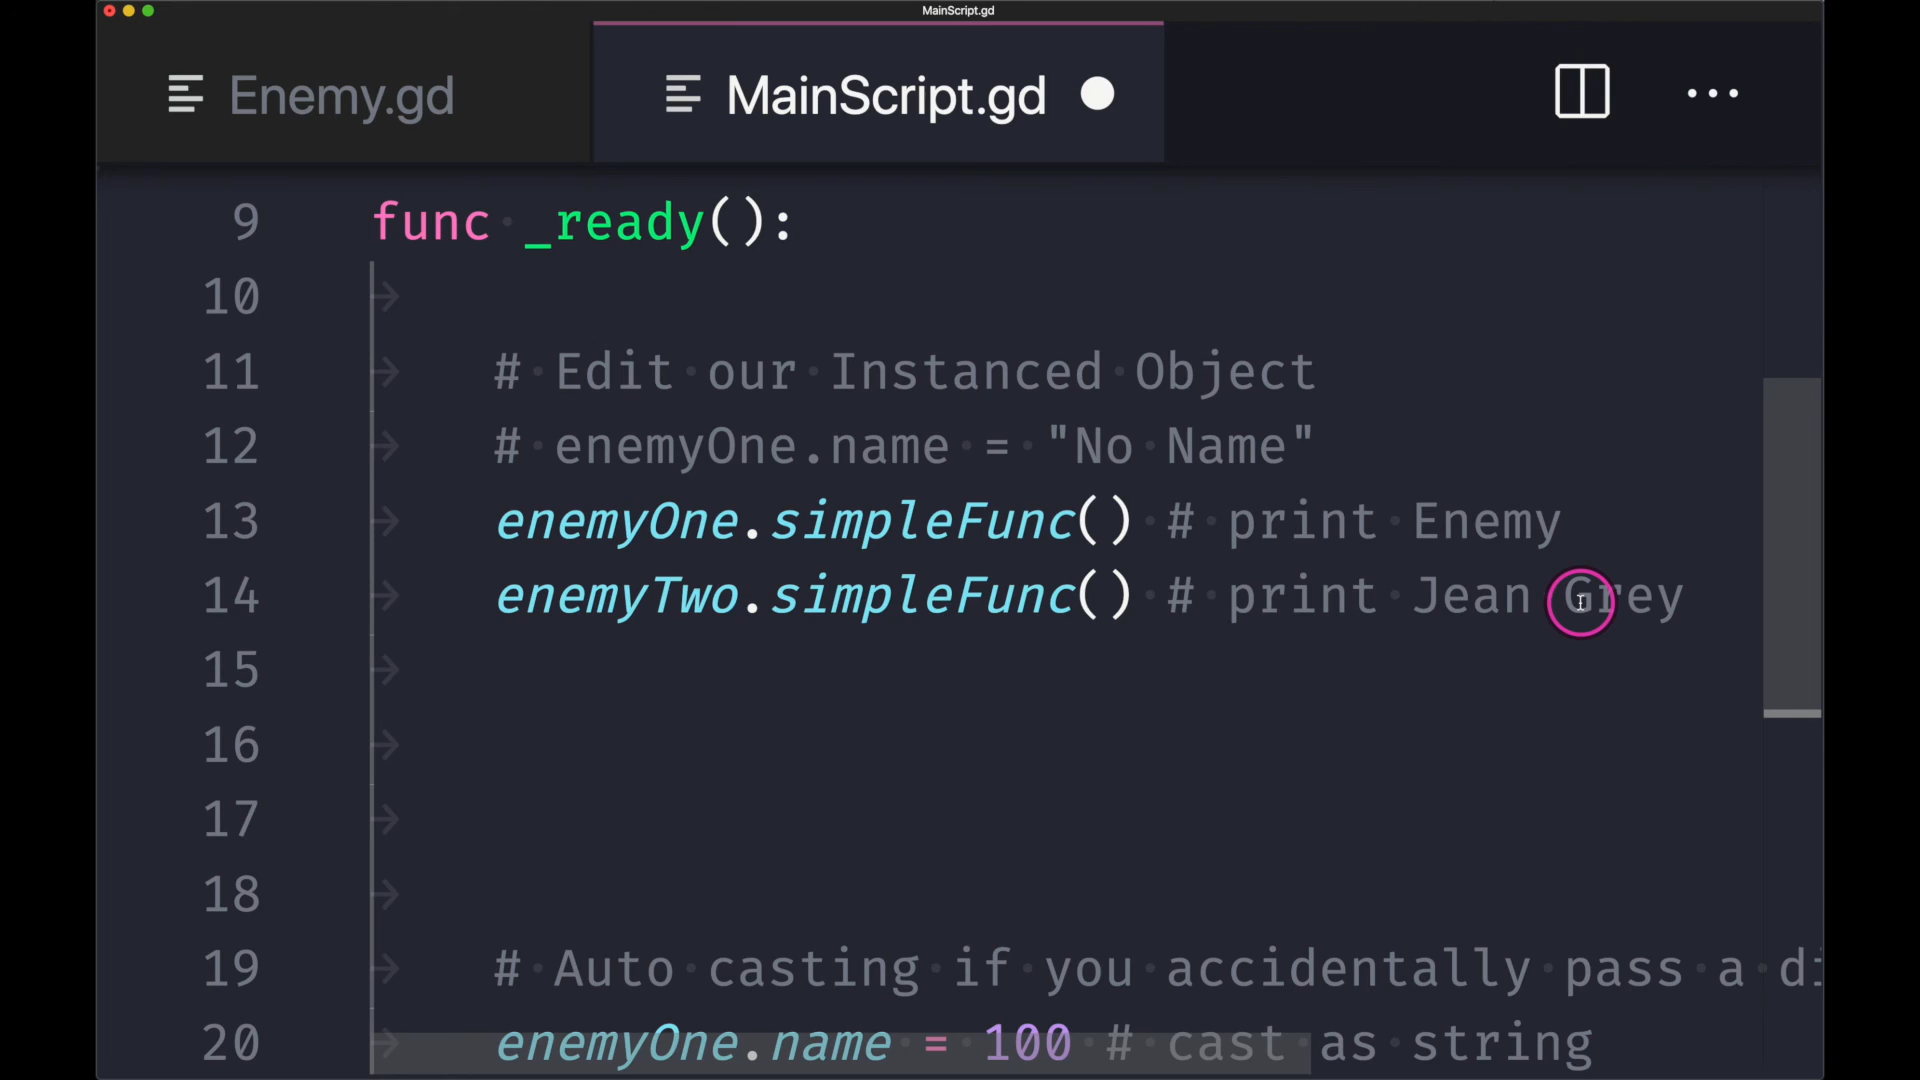 MainScript.gd
Enemy.gd
MainScript.gd
9 func _ready():
10
11 # Edit our Instanced Object
12 # enemyOne.name = "No Name"
13 enemyOne.simpleFunc() # print Enemy
14 enemyTwo.simpleFunc() # print Jean Grey
15
16
17
18
19 # Auto casting if you accidentally pass a di
20 enemyOne.name = 100 # cast as string